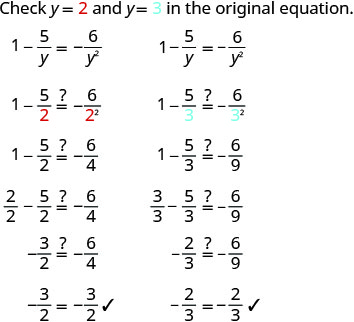 Check y = 2 and y = 3 in the original equation.
1 − 5/y = − 6/y² 1 − 5/y = − 6/y²
1 − 5/2 ≟ − 6/2² 1 − 5/3 ≟ − 6/3²
1 − 5/2 ≟ − 6/4 1 − 5/3 ≟ − 6/9
2/2 − 5/2 ≟ − 6/4 3/3 − 5/3 ≟ − 6/9
− 3/2 ≟ − 6/4 − 2/3 ≟ − 6/9
− 3/2 = − 3/2 ✓ − 2/3 = − 2/3 ✓